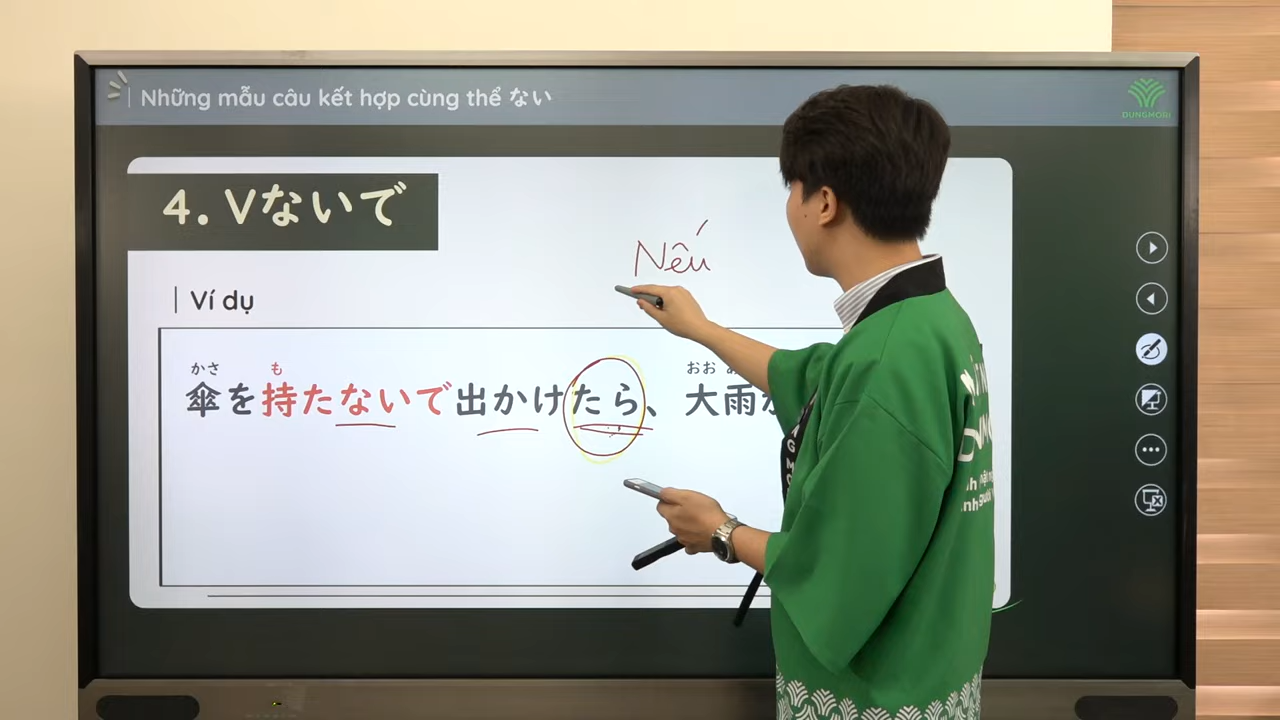 Những mẫu câu kết hợp cùng thể ない
DUNGMORI
4. Vないで
Nếu
Ví dụ
かさ も おお
傘を持たないで出かけたら、大雨